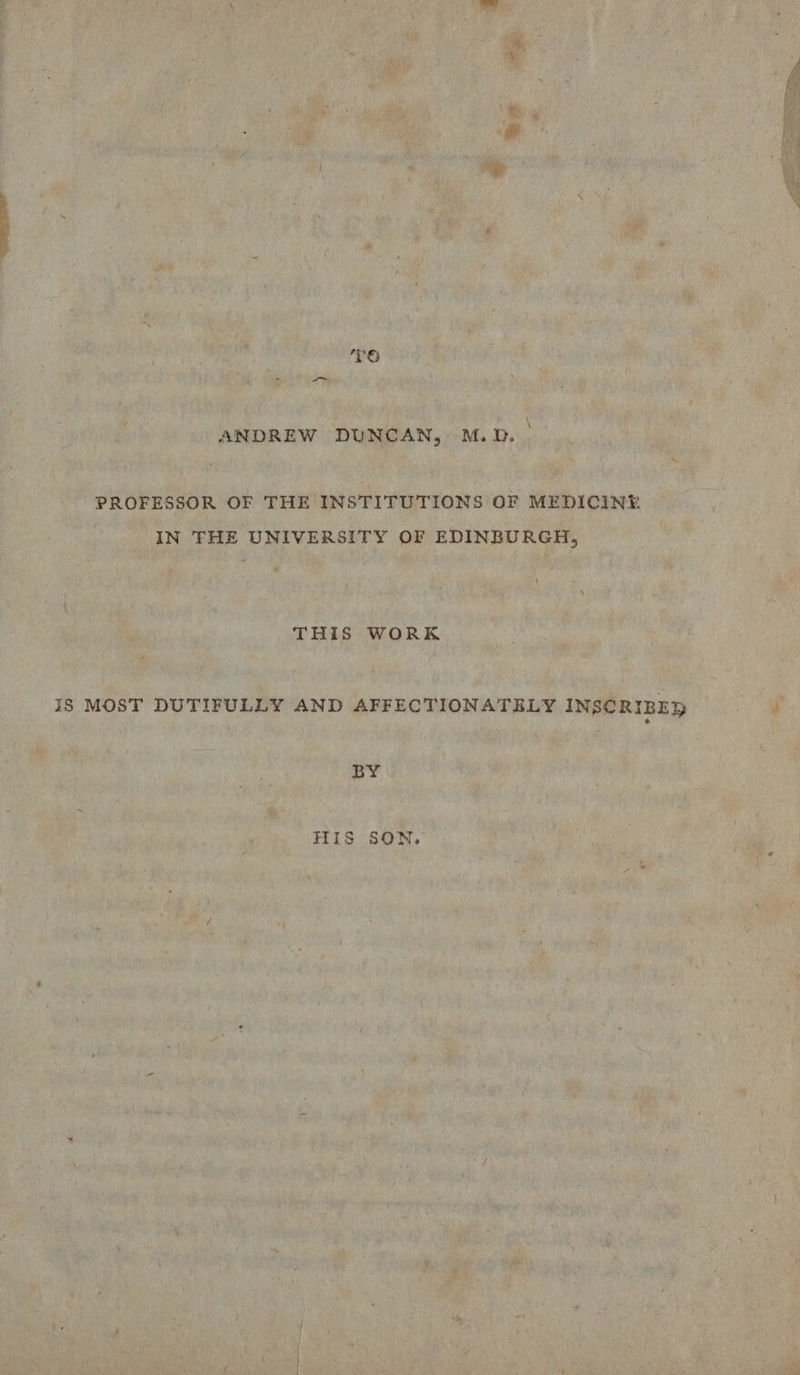 TO
ANDREW DUNCAN, M. D.
PROFESSOR OF THE INSTITUTIONS OF MEDICINE
IN THE UNIVERSITY OF EDINBURGH,
THIS WORK
IS MOST DUTIFULLY AND AFFECTIONATELY INSCRIBED
BY
HIS SON.